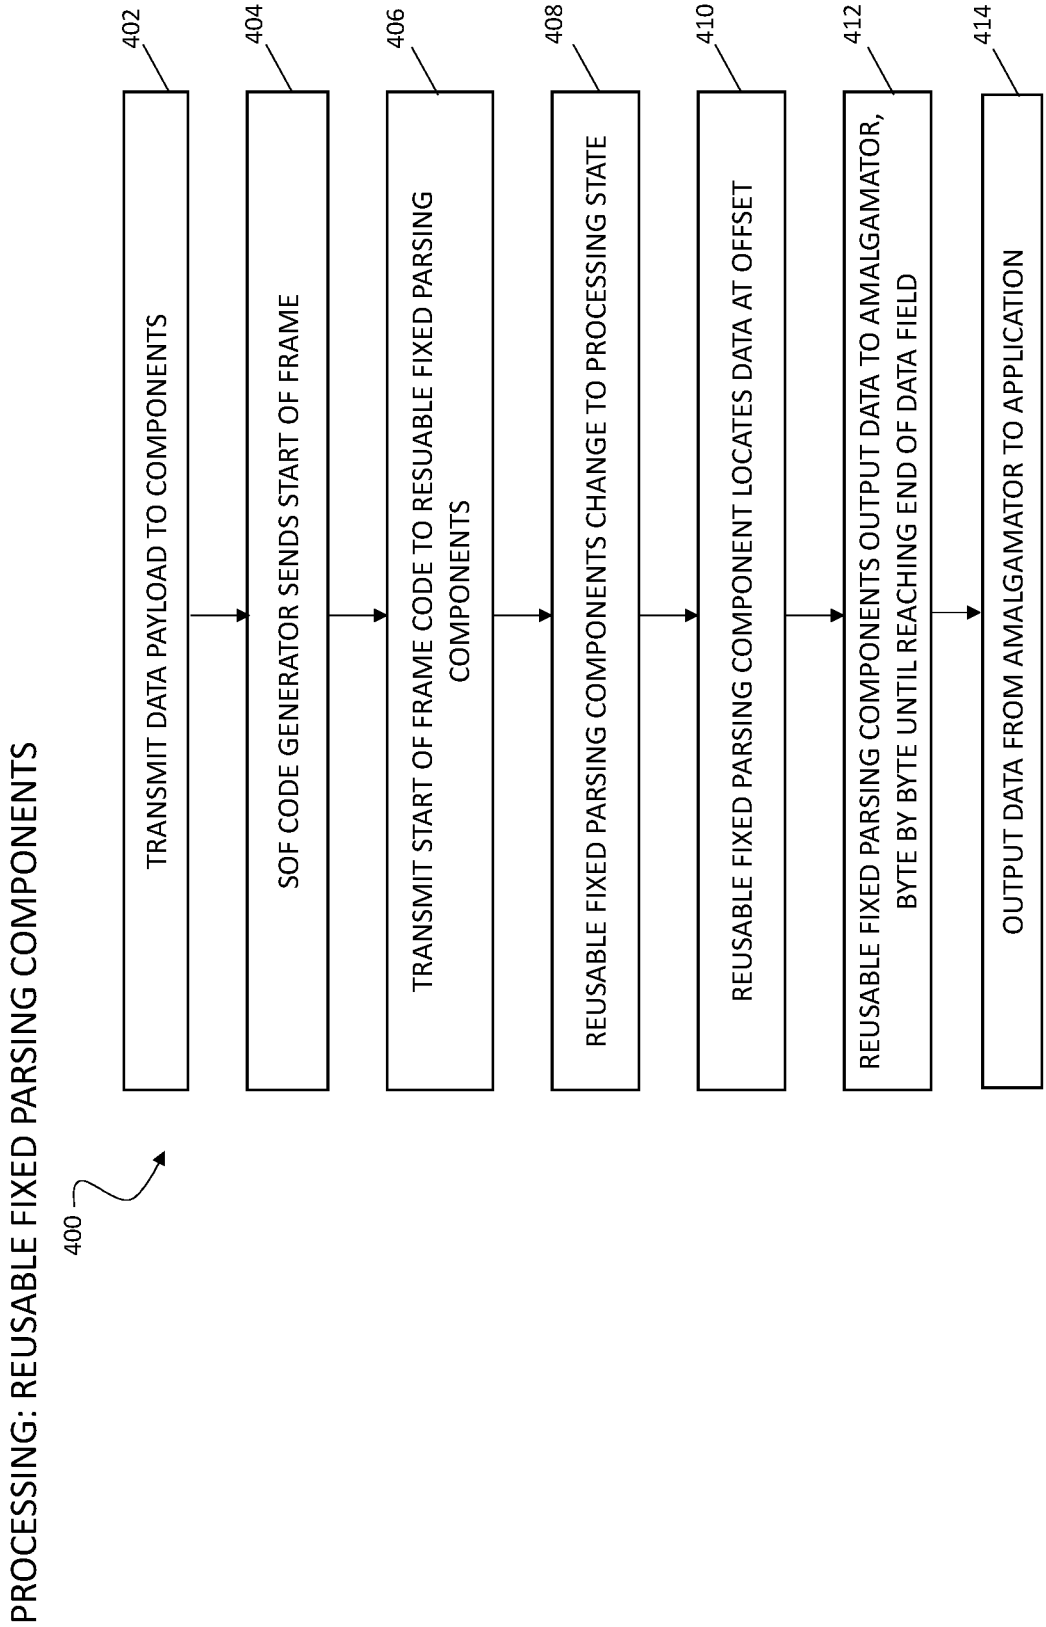 PROCESSING: REUSABLE FIXED PARSING COMPONENTS
400
TRANSMIT DATA PAYLOAD TO COMPONENTS
402
SOF CODE GENERATOR SENDS START OF FRAME
404
TRANSMIT START OF FRAME CODE TO RESUABLE FIXED PARSING
COMPONENTS
406
REUSABLE FIXED PARSING COMPONENTS CHANGE TO PROCESSING STATE
408
REUSABLE FIXED PARSING COMPONENT LOCATES DATA AT OFFSET
410
REUSABLE FIXED PARSING COMPONENTS OUTPUT DATA TO AMALGAMATOR,
BYTE BY BYTE UNTIL REACHING END OF DATA FIELD
412
OUTPUT DATA FROM AMALGAMATOR TO APPLICATION
414